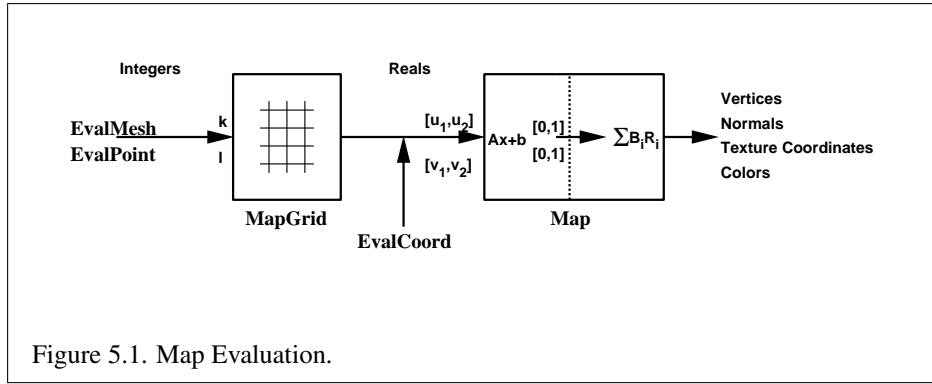 Integers
Reals
EvalMesh
EvalPoint
k
l
MapGrid
[u1,u2]
[v1,v2]
EvalCoord
Ax+b
[0,1]
[0,1]
∑BiRi
Map
Vertices
Normals
Texture Coordinates
Colors
Figure 5.1. Map Evaluation.